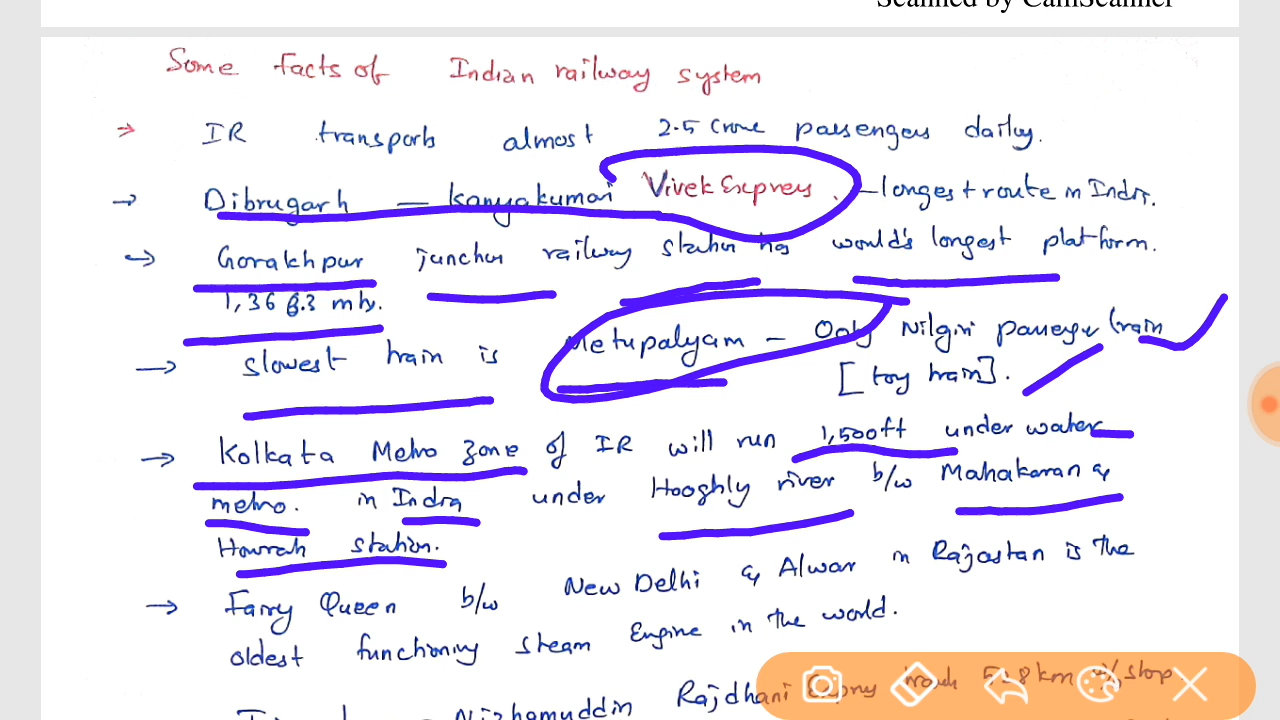 Scanned by CamScanner
Some facts of Indian railway system
→ IR transports almost 2.5 Crore passengers daily.
→ Dibrugarh — Kanyakumari Vivek Express. — longest route in India.
→ Gorakhpur junction railway station has world's longest platform.
1,366.3 mts.
→ slowest train is Metupalyam — Ooty Nilgiri passenger train
[toy train].
→ Kolkata Metro zone of IR will run 1,500ft under water
metro. in India under Hooghly river b/w Mahakaran &
Howrah station.
→ Fairy Queen b/w New Delhi & Alwar in Rajastan is the
oldest functioning steam Engine in the world.
Nizhamuddin Rajdhani 528 km w/o stop